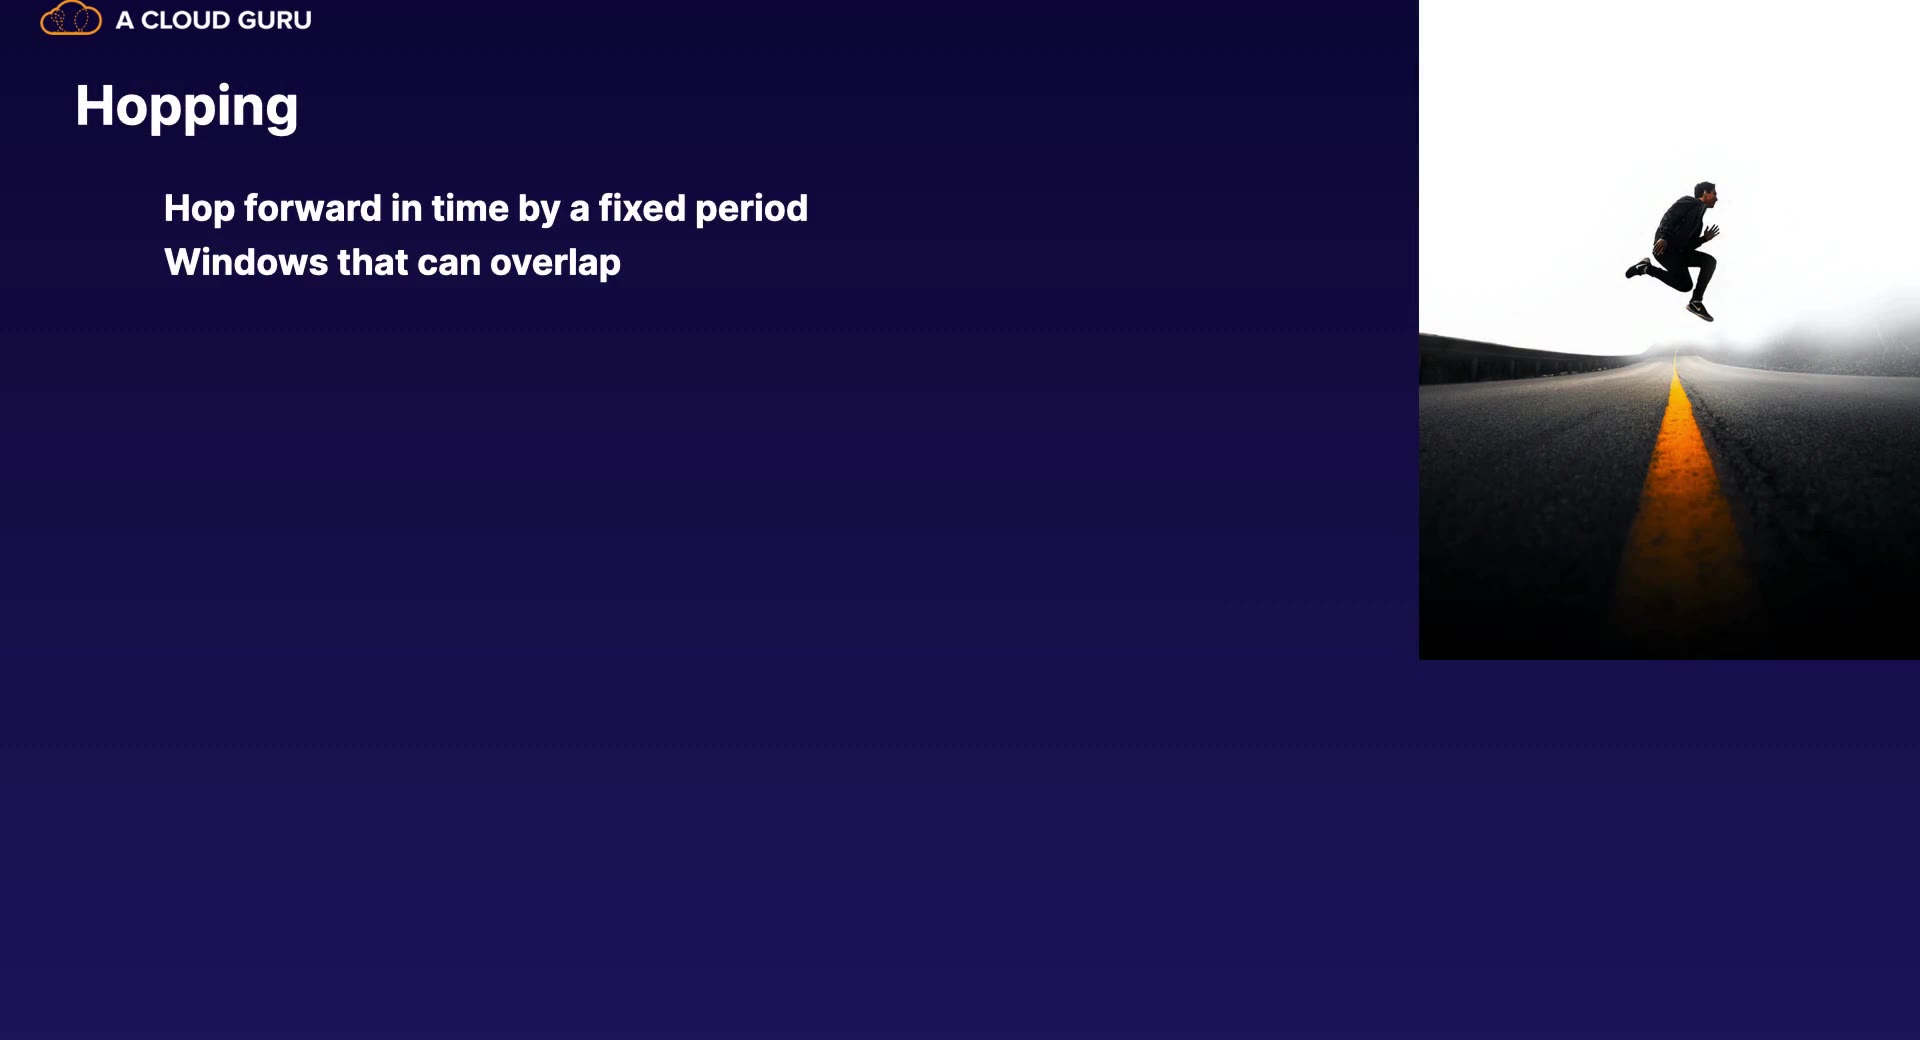 A CLOUD GURU
Hopping
Hop forward in time by a fixed period
Windows that can overlap